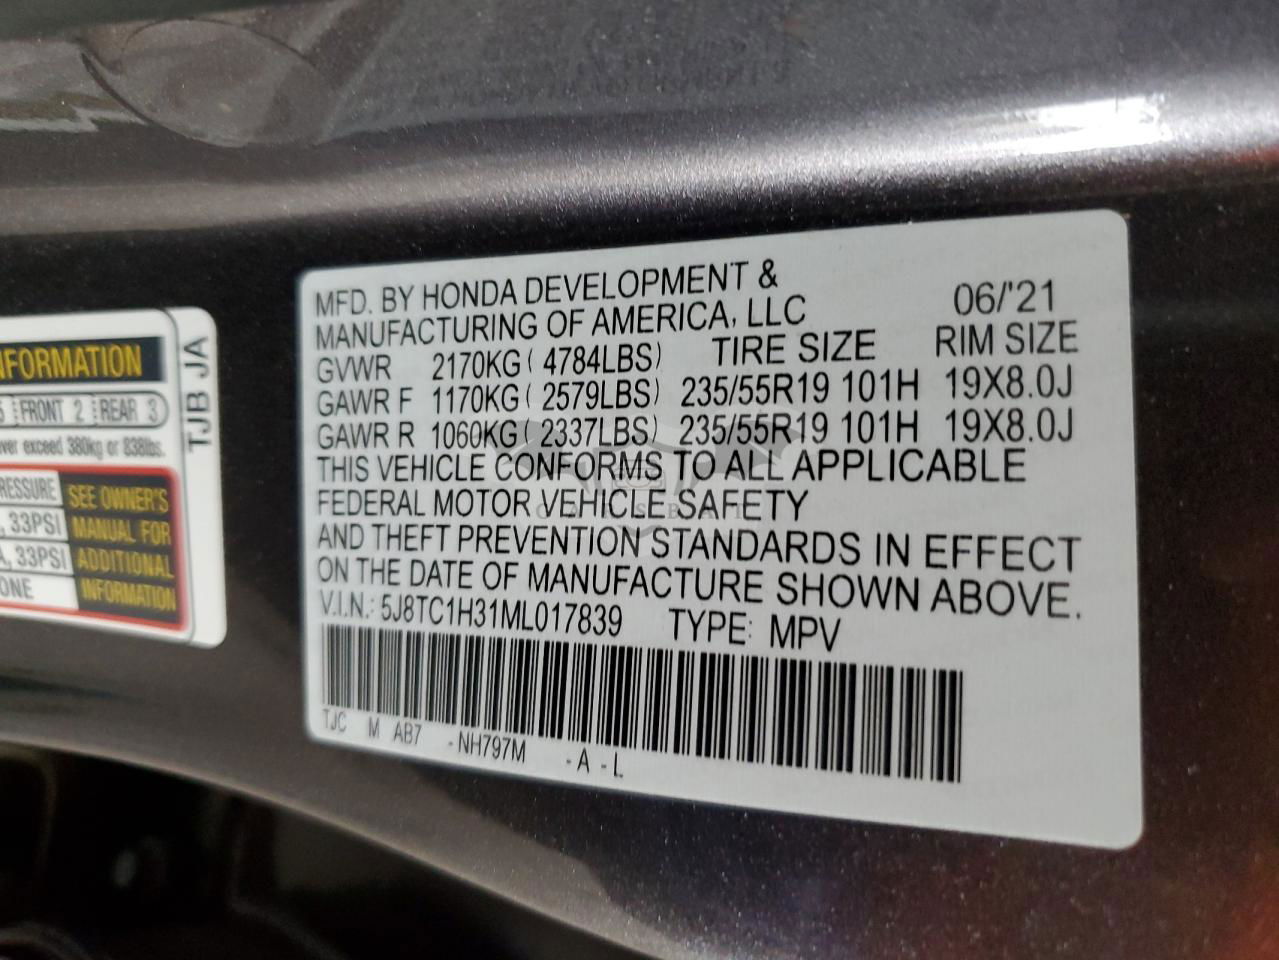 NFORMATION
5 FRONT 2 REAR 3
ver exceed 380kg or 838lbs.
RESSURE
, 33PSI
A, 33PSI
ONE
SEE OWNER'S
MANUAL FOR
ADDITIONAL
INFORMATION
TJB JA
MFD. BY HONDA DEVELOPMENT &
MANUFACTURING OF AMERICA, LLC 06/'21
GVWR 2170KG ( 4784LBS) TIRE SIZE RIM SIZE
GAWR F 1170KG ( 2579LBS) 235/55R19 101H 19X8.0J
GAWR R 1060KG ( 2337LBS) 235/55R19 101H 19X8.0J
THIS VEHICLE CONFORMS TO ALL APPLICABLE
FEDERAL MOTOR VEHICLE SAFETY
AND THEFT PREVENTION STANDARDS IN EFFECT
ON THE DATE OF MANUFACTURE SHOWN ABOVE.
V.I.N.: 5J8TC1H31ML017839 TYPE: MPV
TJC M AB7 -NH797M -A -L